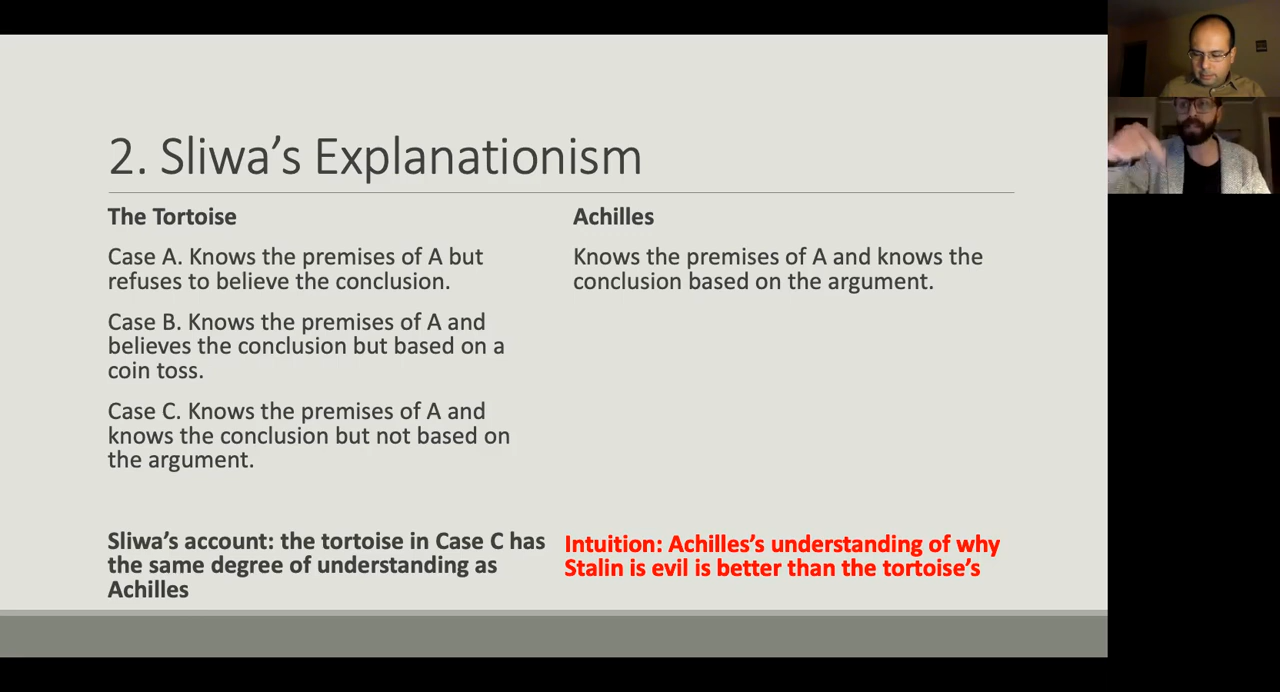 2. Sliwa’s Explanationism
The Tortoise
Case A. Knows the premises of A but
refuses to believe the conclusion.
Case B. Knows the premises of A and
believes the conclusion but based on a
coin toss.
Case C. Knows the premises of A and
knows the conclusion but not based on
the argument.
Sliwa’s account: the tortoise in Case C has
the same degree of understanding as
Achilles
Achilles
Knows the premises of A and knows the
conclusion based on the argument.
Intuition: Achilles’s understanding of why
Stalin is evil is better than the tortoise’s